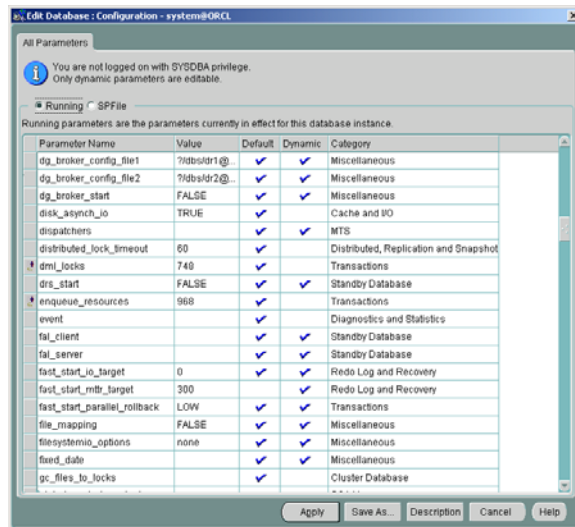 Edit Database : Configuration - system@ORCL
All Parameters
You are not logged on with SYSDBA privilege.
Only dynamic parameters are editable.
Running SPFile
Running parameters are the parameters currently in effect for this database instance.
Parameter Name Value Default Dynamic Category
dg_broker_config_file1 ?/dbs/dr1@... Miscellaneous
dg_broker_config_file2 ?/dbs/dr2@... Miscellaneous
dg_broker_start FALSE Miscellaneous
disk_asynch_io TRUE Cache and I/O
dispatchers MTS
distributed_lock_timeout 60 Distributed, Replication and Snapshot
dml_locks 748 Transactions
drs_start FALSE Standby Database
enqueue_resources 968 Transactions
event Diagnostics and Statistics
fal_client Standby Database
fal_server Standby Database
fast_start_io_target 0 Redo Log and Recovery
fast_start_mttr_target 300 Redo Log and Recovery
fast_start_parallel_rollback LOW Transactions
file_mapping FALSE Miscellaneous
filesystemio_options none Miscellaneous
fixed_date Miscellaneous
gc_files_to_locks Cluster Database
Apply Save As... Description Cancel Help